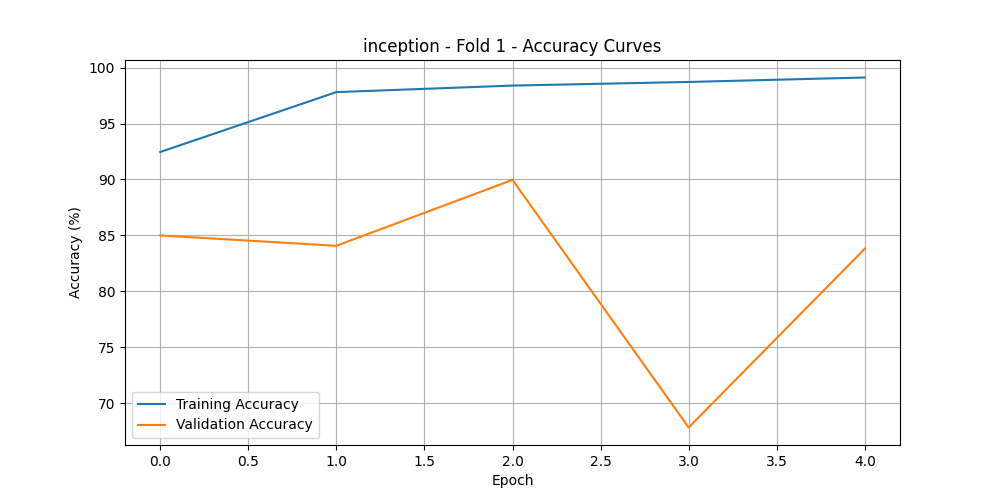 inception - Fold 1 - Accuracy Curves
100
95
90
85
80
75
70
Accuracy (%)
Training Accuracy
Validation Accuracy
0.0 0.5 1.0 1.5 2.0 2.5 3.0 3.5 4.0
Epoch